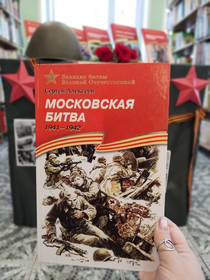 Великие битвы
Великой Отечественной
Сергей Алексеев
МОСКОВСКАЯ
БИТВА
1941—1942